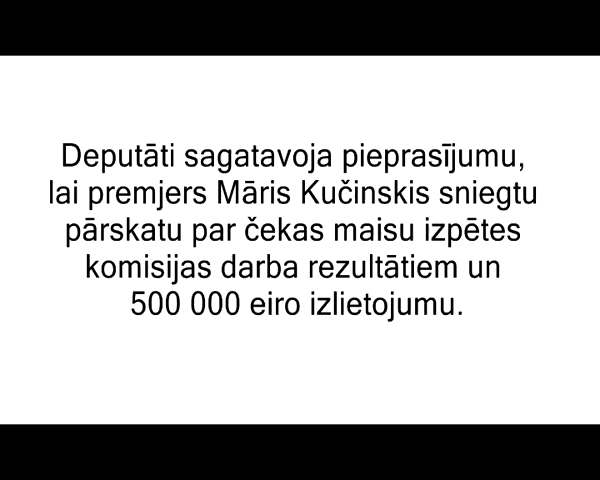 Deputāti sagatavoja pieprasījumu,
lai premjers Māris Kučinskis sniegtu
pārskatu par čekas maisu izpētes
komisijas darba rezultātiem un
500 000 eiro izlietojumu.